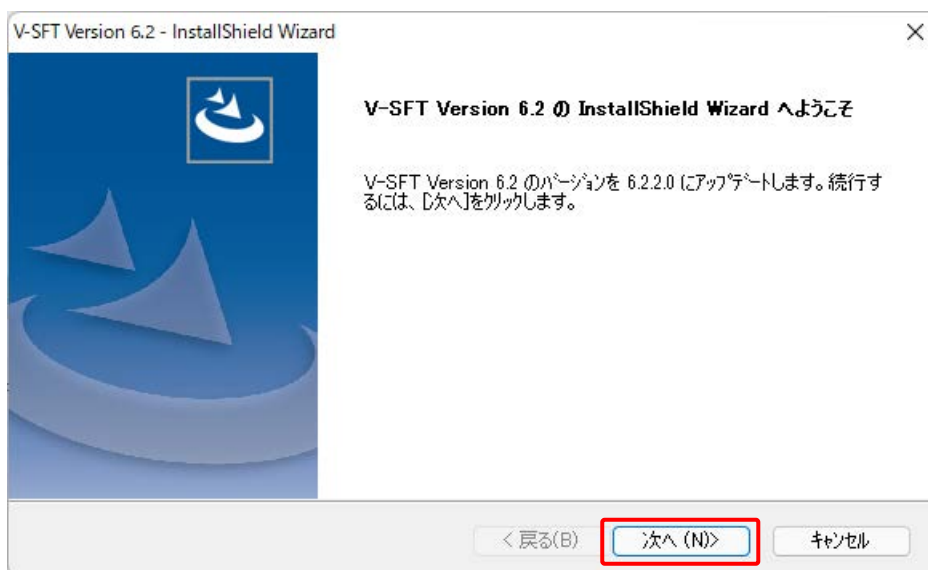 V-SFT Version 6.2 - InstallShield Wizard
V-SFT Version 6.2 の InstallShield Wizard へようこそ
V-SFT Version 6.2 のバージョンを 6.2.2.0 にアップデートします。続行す
るには、[次へ]をクリックします。
< 戻る(B)
次へ (N)>
キャンセル